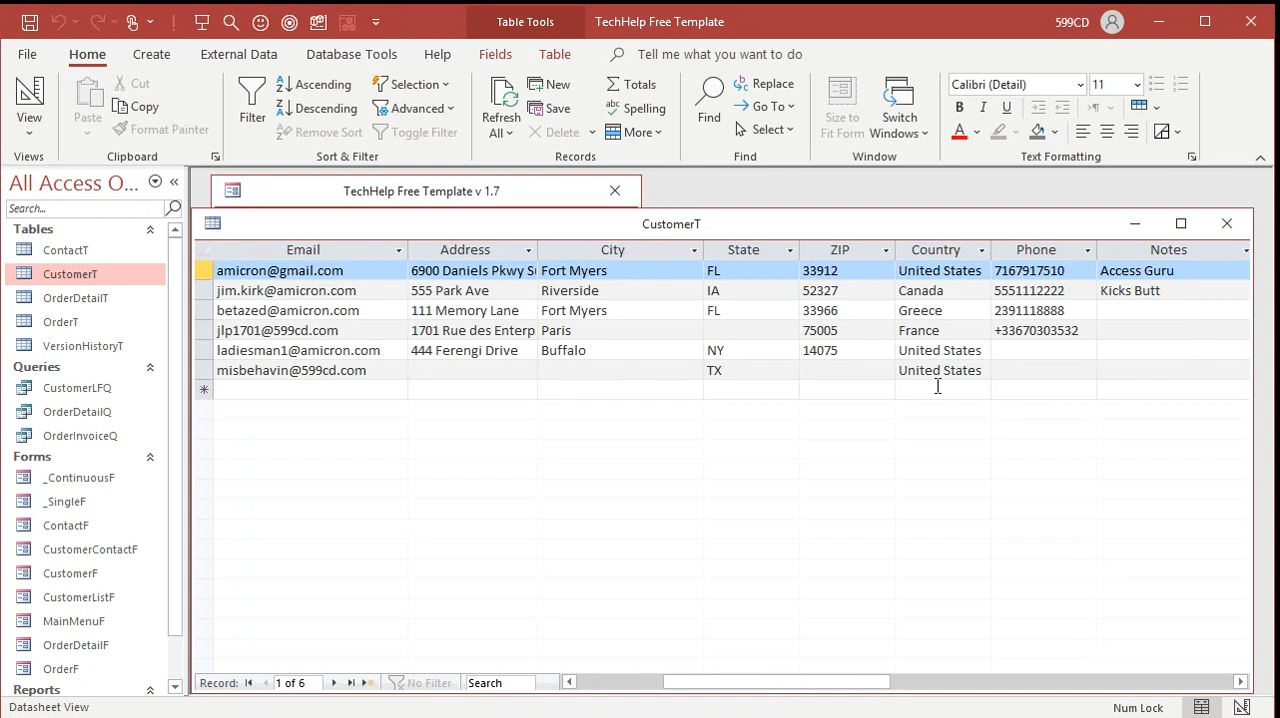 Table Tools
TechHelp Free Template
599CD
File
Home
Create
External Data
Database Tools
Help
Fields
Table
Tell me what you want to do
View
Views
Paste
Cut
Copy
Format Painter
Clipboard
Filter
Ascending
Descending
Remove Sort
Selection
Advanced
Toggle Filter
Sort & Filter
Refresh
All
New
Save
Delete
Totals
Spelling
More
Records
Find
Replace
Go To
Select
Find
Size to
Fit Form
Switch
Windows
Window
Calibri (Detail)
11
B I U
A
Text Formatting
All Access O...
Search...
Tables
ContactT
CustomerT
OrderDetailT
OrderT
VersionHistoryT
Queries
CustomerLFQ
OrderDetailQ
OrderInvoiceQ
Forms
_ContinuousF
_SingleF
ContactF
CustomerContactF
CustomerF
CustomerListF
MainMenuF
OrderDetailF
OrderF
Reports
TechHelp Free Template v 1.7
CustomerT
Email Address City State ZIP Country Phone Notes
amicron@gmail.com 6900 Daniels Pkwy Su Fort Myers FL 33912 United States 7167917510 Access Guru
jim.kirk@amicron.com 555 Park Ave Riverside IA 52327 Canada 5551112222 Kicks Butt
betazed@amicron.com 111 Memory Lane Fort Myers FL 33966 Greece 2391118888
jlp1701@599cd.com 1701 Rue des Enterp Paris 75005 France +33670303532
ladiesman1@amicron.com 444 Ferengi Drive Buffalo NY 14075 United States
misbehavin@599cd.com TX United States
Record: 1 of 6 No Filter Search
Datasheet View
Num Lock